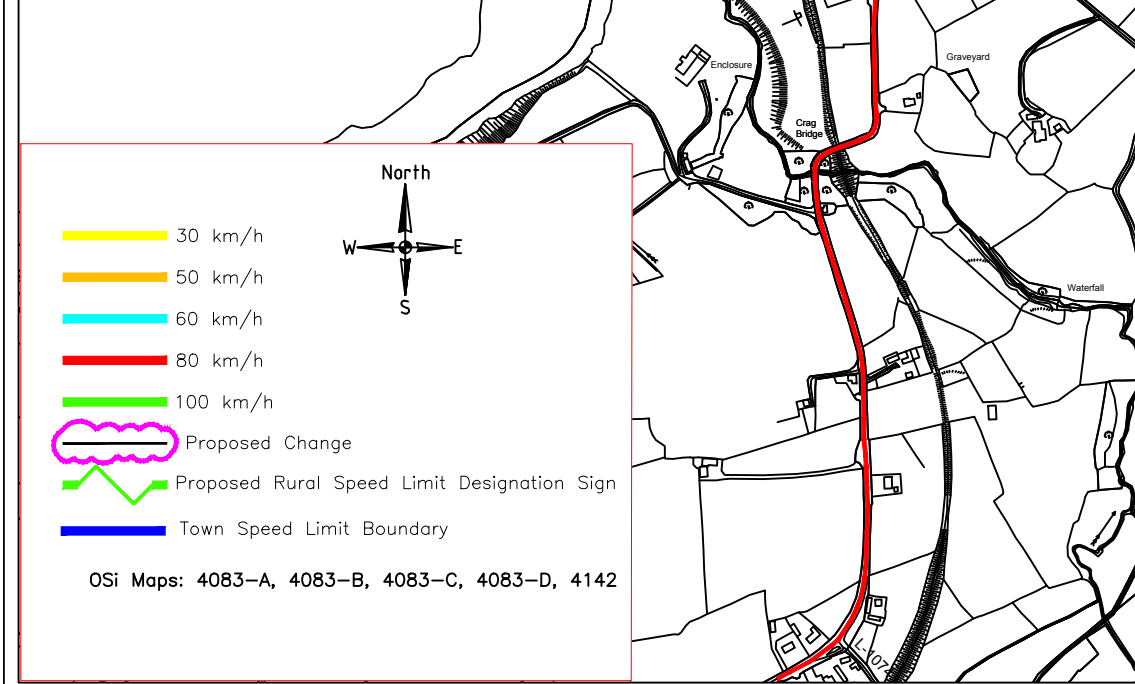 Enclosure
Graveyard
Crag
Bridge
Waterfall
North
W E
S
30 km/h
50 km/h
60 km/h
80 km/h
100 km/h
Proposed Change
Proposed Rural Speed Limit Designation Sign
Town Speed Limit Boundary
OSi Maps: 4083-A, 4083-B, 4083-C, 4083-D, 4142
L-1074